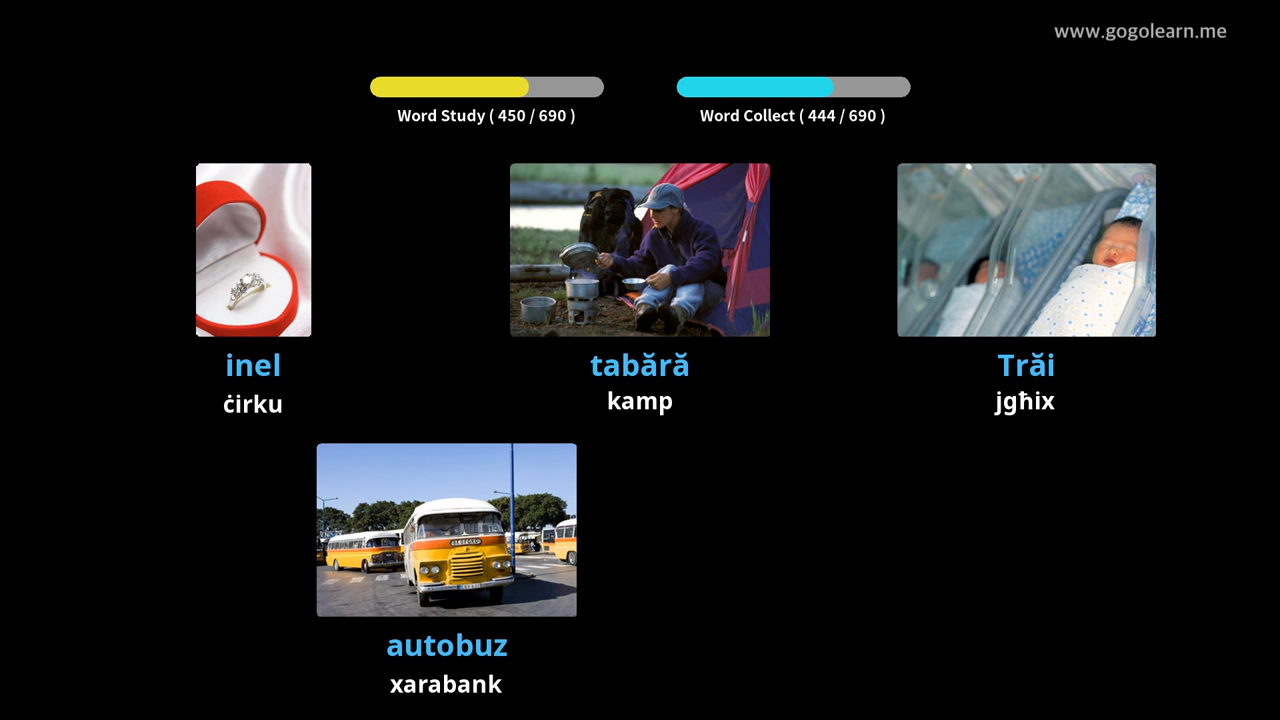 www.gogolearn.me
Word Study ( 450 / 690 )
Word Collect ( 444 / 690 )
inel
ċirku
tabără
kamp
Trăi
jgħix
autobuz
xarabank